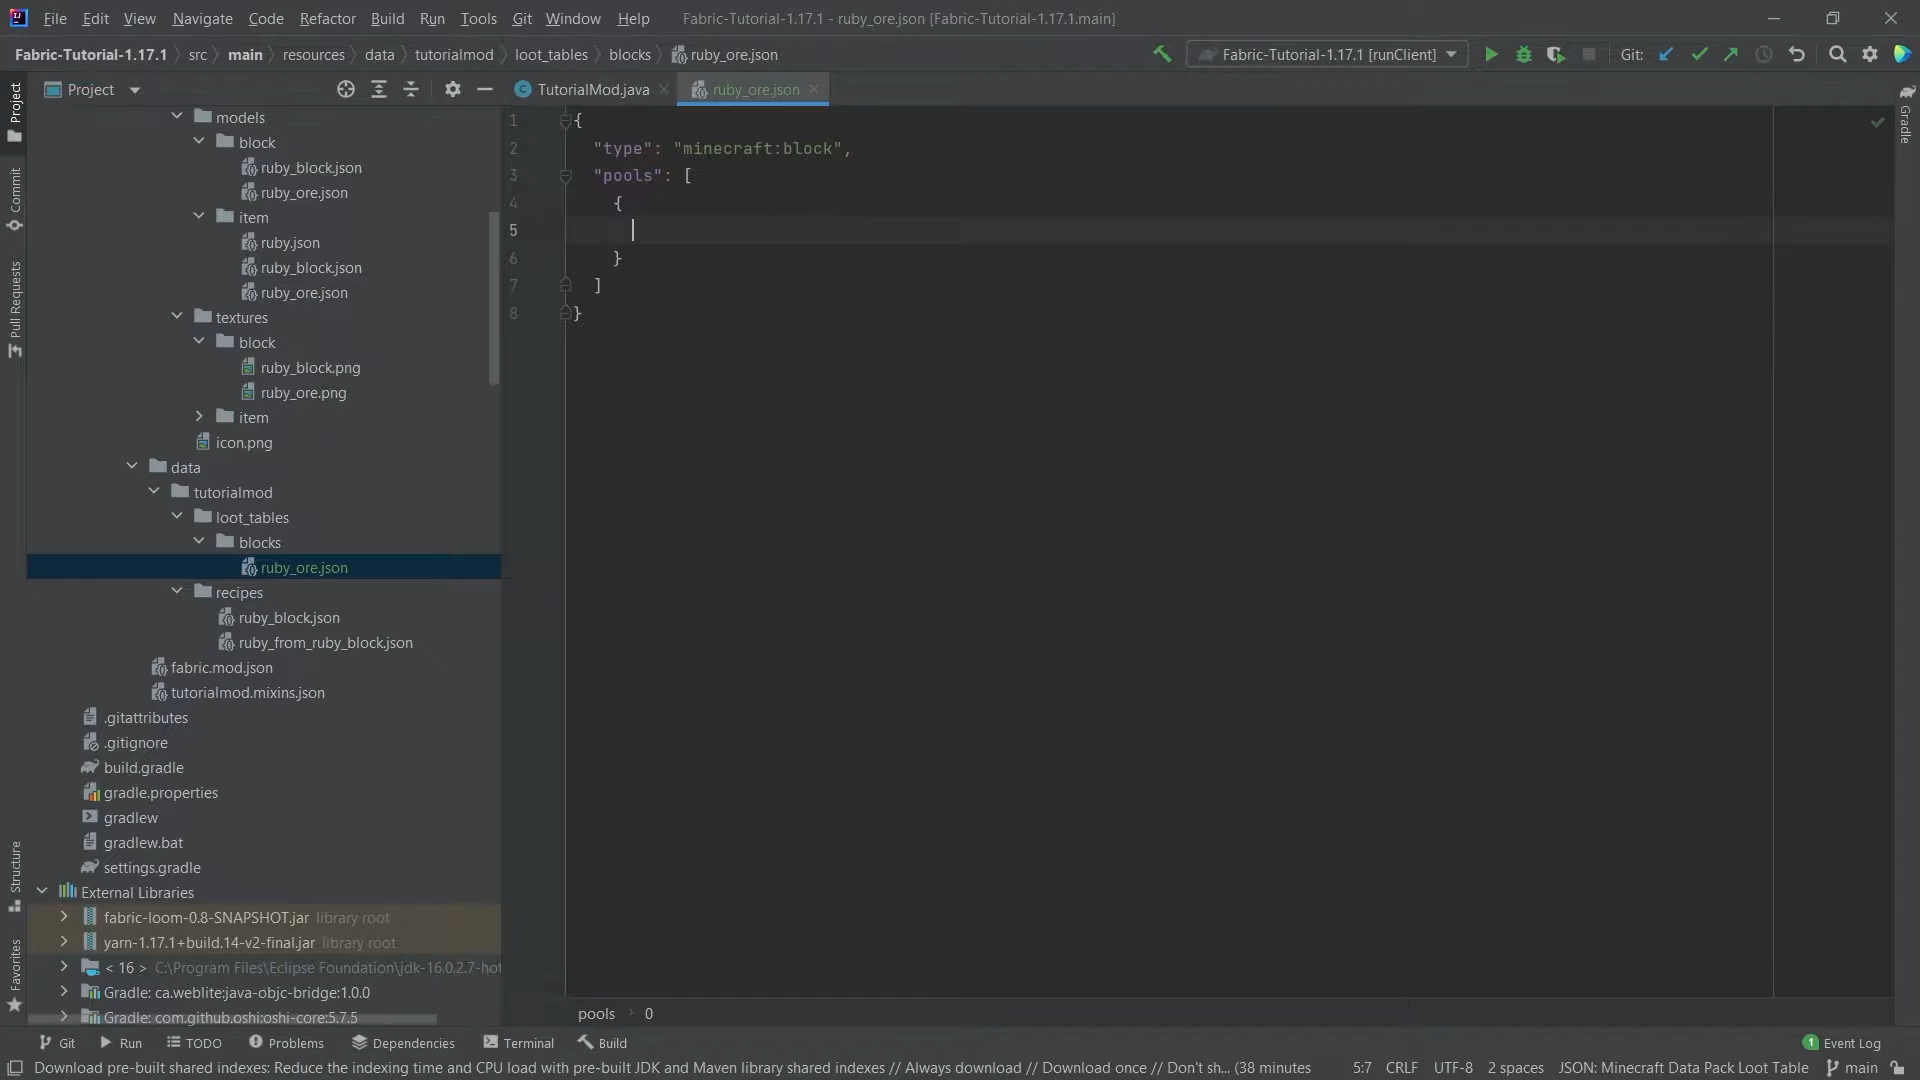 File Edit View Navigate Code Refactor Build Run Tools Git Window Help Fabric-Tutorial-1.17.1 - ruby_ore.json [Fabric-Tutorial-1.17.1.main]
Fabric-Tutorial-1.17.1 src main resources data tutorialmod loot_tables blocks ruby_ore.json Fabric-Tutorial-1.17.1 [runClient] Git:
Project
TutorialMod.java
ruby_ore.json
Project
Commit
Pull Requests
Structure
Favorites
Gradle
models
block
ruby_block.json
ruby_ore.json
item
ruby.json
ruby_block.json
ruby_ore.json
textures
block
ruby_block.png
ruby_ore.png
item
icon.png
data
tutorialmod
loot_tables
blocks
ruby_ore.json
recipes
ruby_block.json
ruby_from_ruby_block.json
fabric.mod.json
tutorialmod.mixins.json
.gitattributes
.gitignore
build.gradle
gradle.properties
gradlew
gradlew.bat
settings.gradle
External Libraries
fabric-loom-0.8-SNAPSHOT.jar library root
yarn-1.17.1+build.14-v2-final.jar library root
< 16 > C:\Program Files\Eclipse Foundation\jdk-16.0.2.7-hot
Gradle: ca.weblite:java-objc-bridge:1.0.0
Gradle: com.github.oshi:oshi-core:5.7.5
1 {
2 "type": "minecraft:block",
3 "pools": [
4 {
5
6 }
7 ]
8 }
pools 0
Git Run TODO Problems Dependencies Terminal Build 1 Event Log
Download pre-built shared indexes: Reduce the indexing time and CPU load with pre-built JDK and Maven library shared indexes // Always download // Download once // Don't sh... (38 minutes 5:7 CRLF UTF-8 2 spaces JSON: Minecraft Data Pack Loot Table main